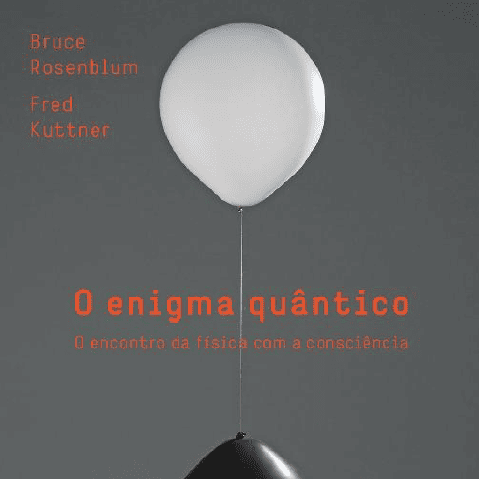 Bruce
Rosenblum
Fred
Kuttner
O enigma quântico
O encontro da física com a consciência